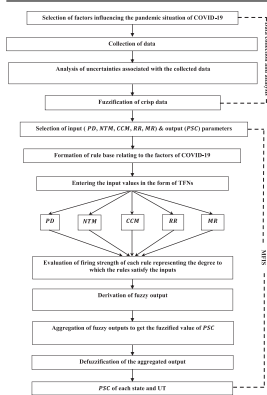 Selection of factors influencing the pandemic situation of COVID-19
Collection of data
Analysis of uncertainties associated with the collected data
Fuzzification of crisp data
Selection of input ( PD, NTM, CCM, RR, MR) & output (PSC) parameters
Formation of rule base relating to the factors of COVID-19
Entering the input values in the form of TFNs
PD
NTM
CCM
RR
MR
Evaluation of firing strength of each rule representing the degree to
which the rules satisfy the inputs
Derivation of fuzzy output
Aggregation of fuzzy outputs to get the fuzzified value of PSC
Defuzzification of the aggregated output
PSC of each state and UT
MFIS